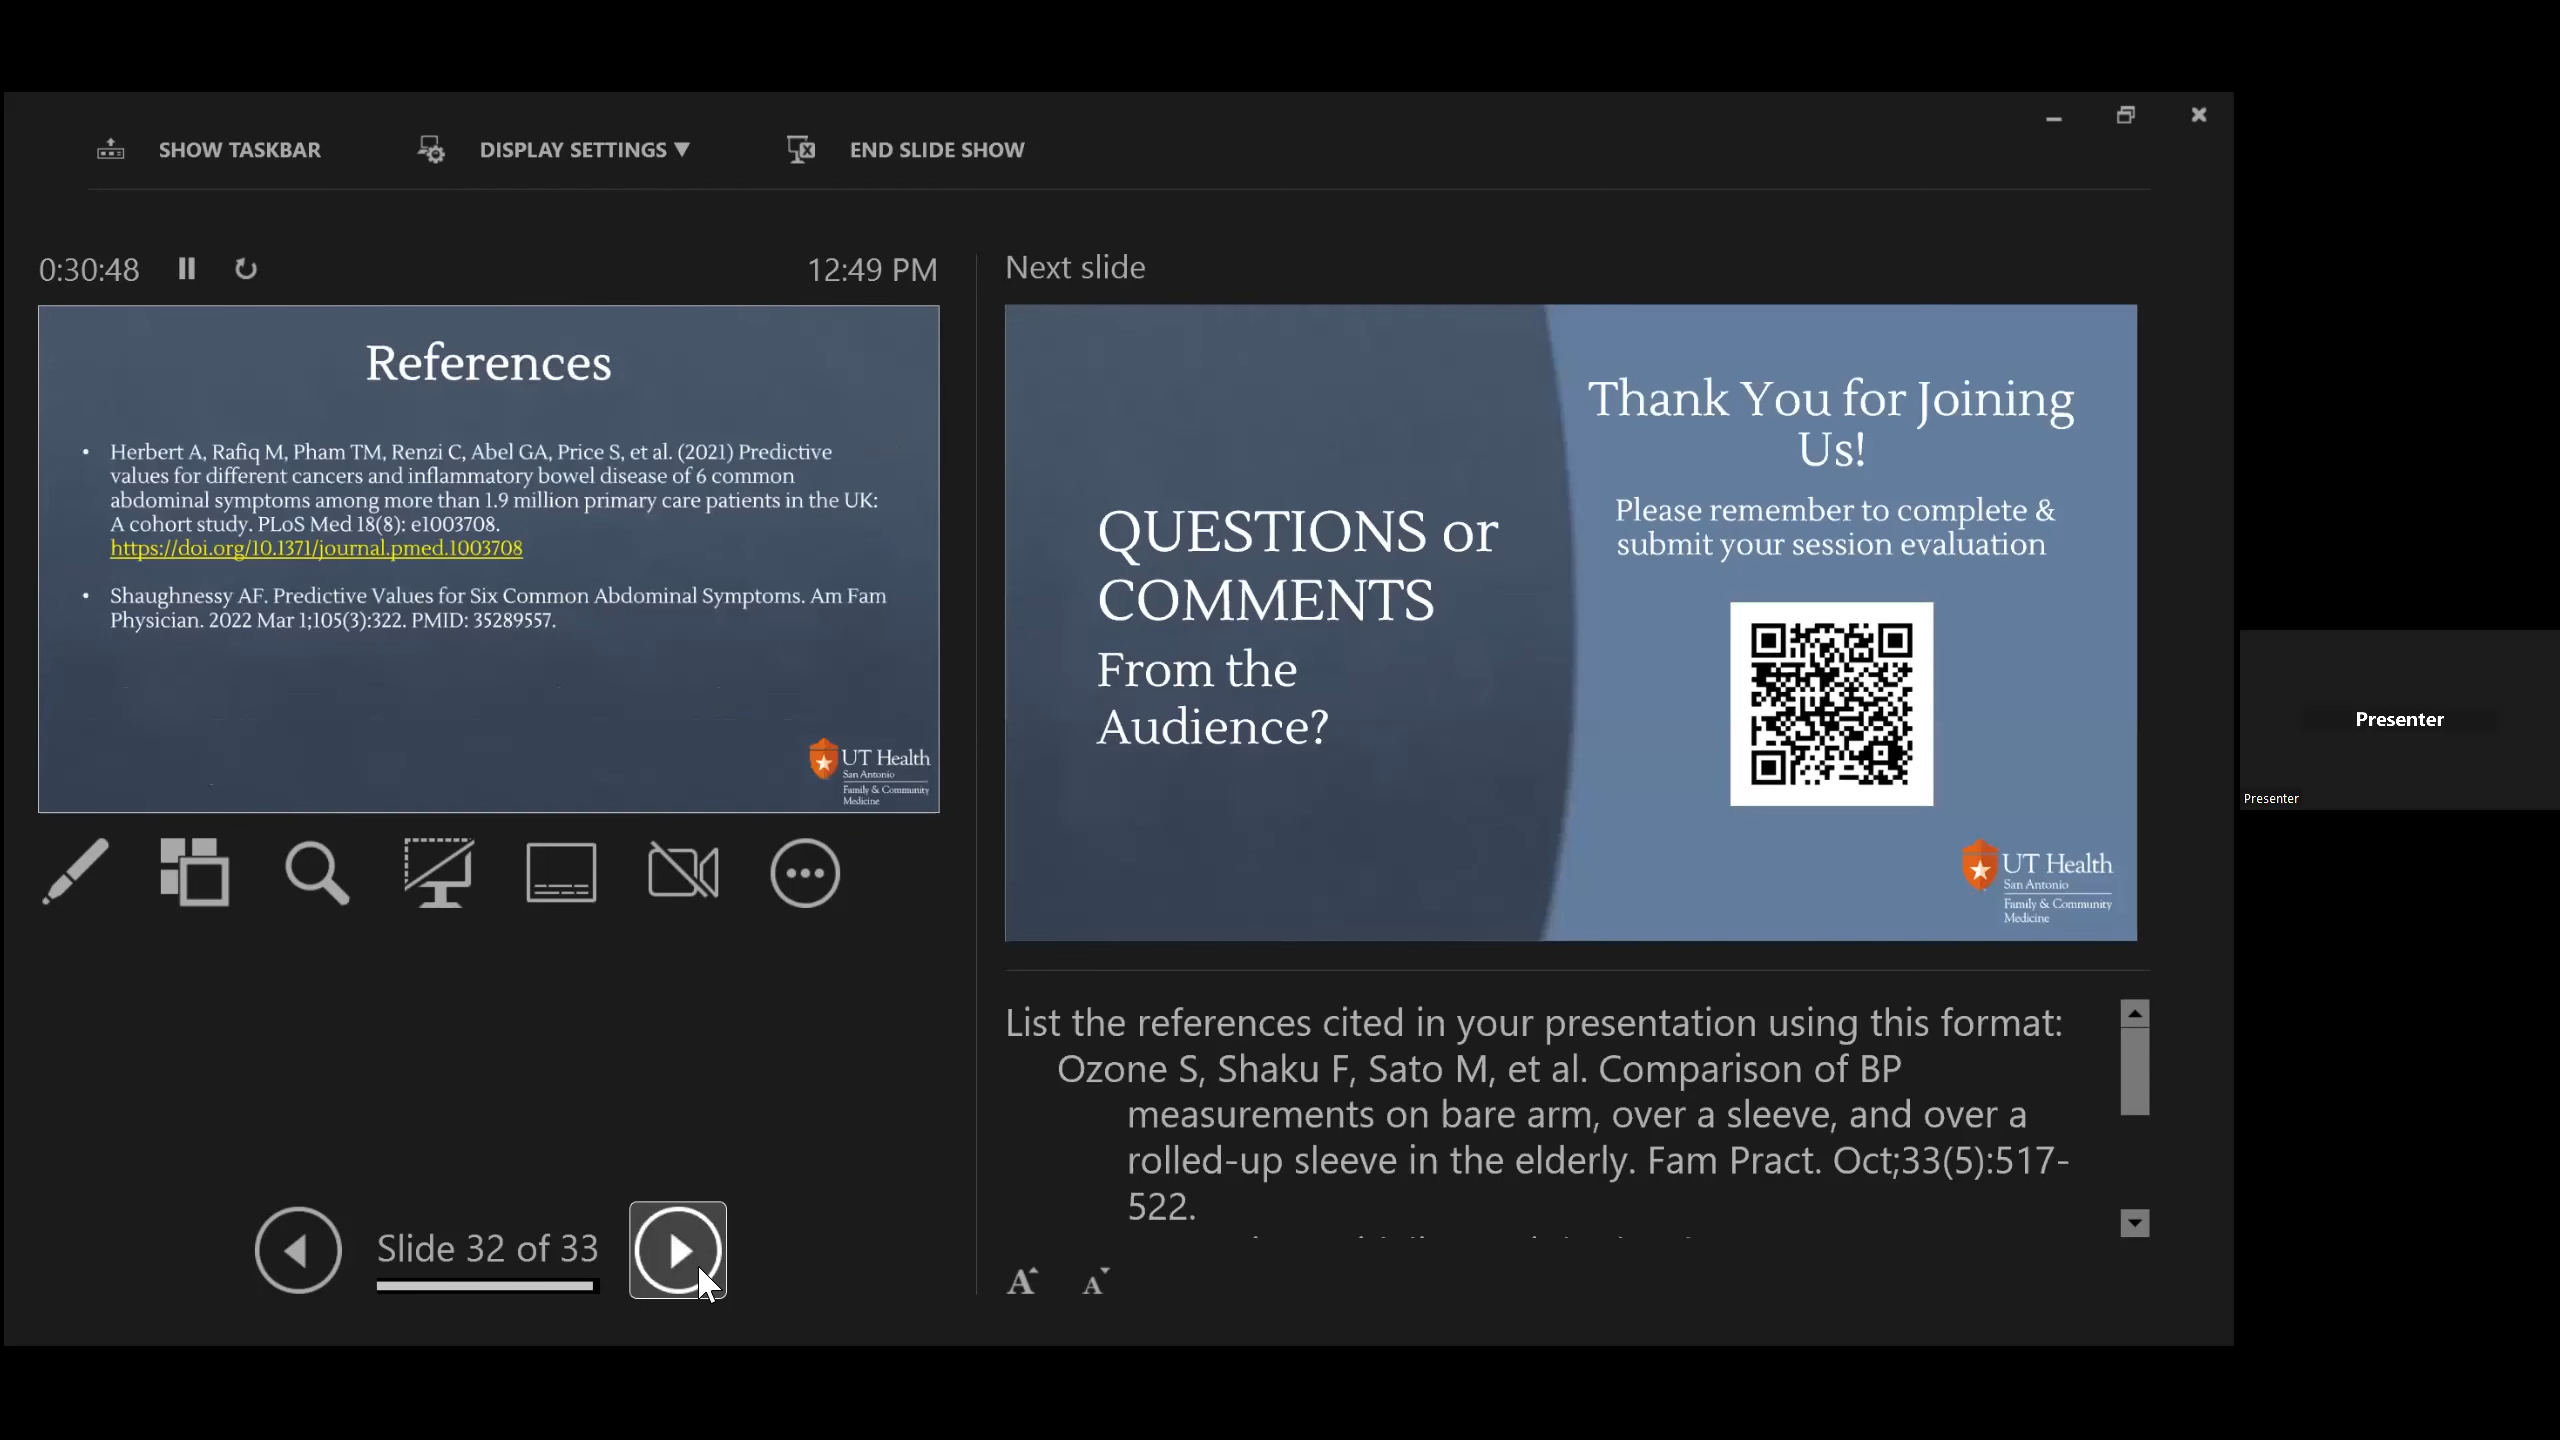 SHOW TASKBAR
DISPLAY SETTINGS ▼
END SLIDE SHOW
0:30:48
12:49 PM
References
• Herbert A, Rafiq M, Pham TM, Renzi C, Abel GA, Price S, et al. (2021) Predictive
values for different cancers and inflammatory bowel disease of 6 common
abdominal symptoms among more than 1.9 million primary care patients in the UK:
A cohort study. PLoS Med 18(8): e1003708.
https://doi.org/10.1371/journal.pmed.1003708
• Shaughnessy AF. Predictive Values for Six Common Abdominal Symptoms. Am Fam
Physician. 2022 Mar 1;105(3):322. PMID: 35289557.
UT Health
San Antonio
Family & Community
Medicine
Slide 32 of 33
Next slide
QUESTIONS or
COMMENTS
From the
Audience?
Thank You for Joining
Us!
Please remember to complete &
submit your session evaluation
UT Health
San Antonio
Family & Community
Medicine
List the references cited in your presentation using this format:
Ozone S, Shaku F, Sato M, et al. Comparison of BP
measurements on bare arm, over a sleeve, and over a
rolled-up sleeve in the elderly. Fam Pract. Oct;33(5):517-
522.
A A
Presenter
Presenter